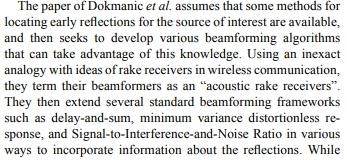 The paper of Dokmanic et al. assumes that some methods for
locating early reflections for the source of interest are available,
and then seeks to develop various beamforming algorithms
that can take advantage of this knowledge. Using an inexact
analogy with ideas of rake receivers in wireless communication,
they term their beamformers as an “acoustic rake receivers”.
They then extend several standard beamforming frameworks
such as delay-and-sum, minimum variance distortionless re-
sponse, and Signal-to-Interference-and-Noise Ratio in various
ways to incorporate information about the reflections. While